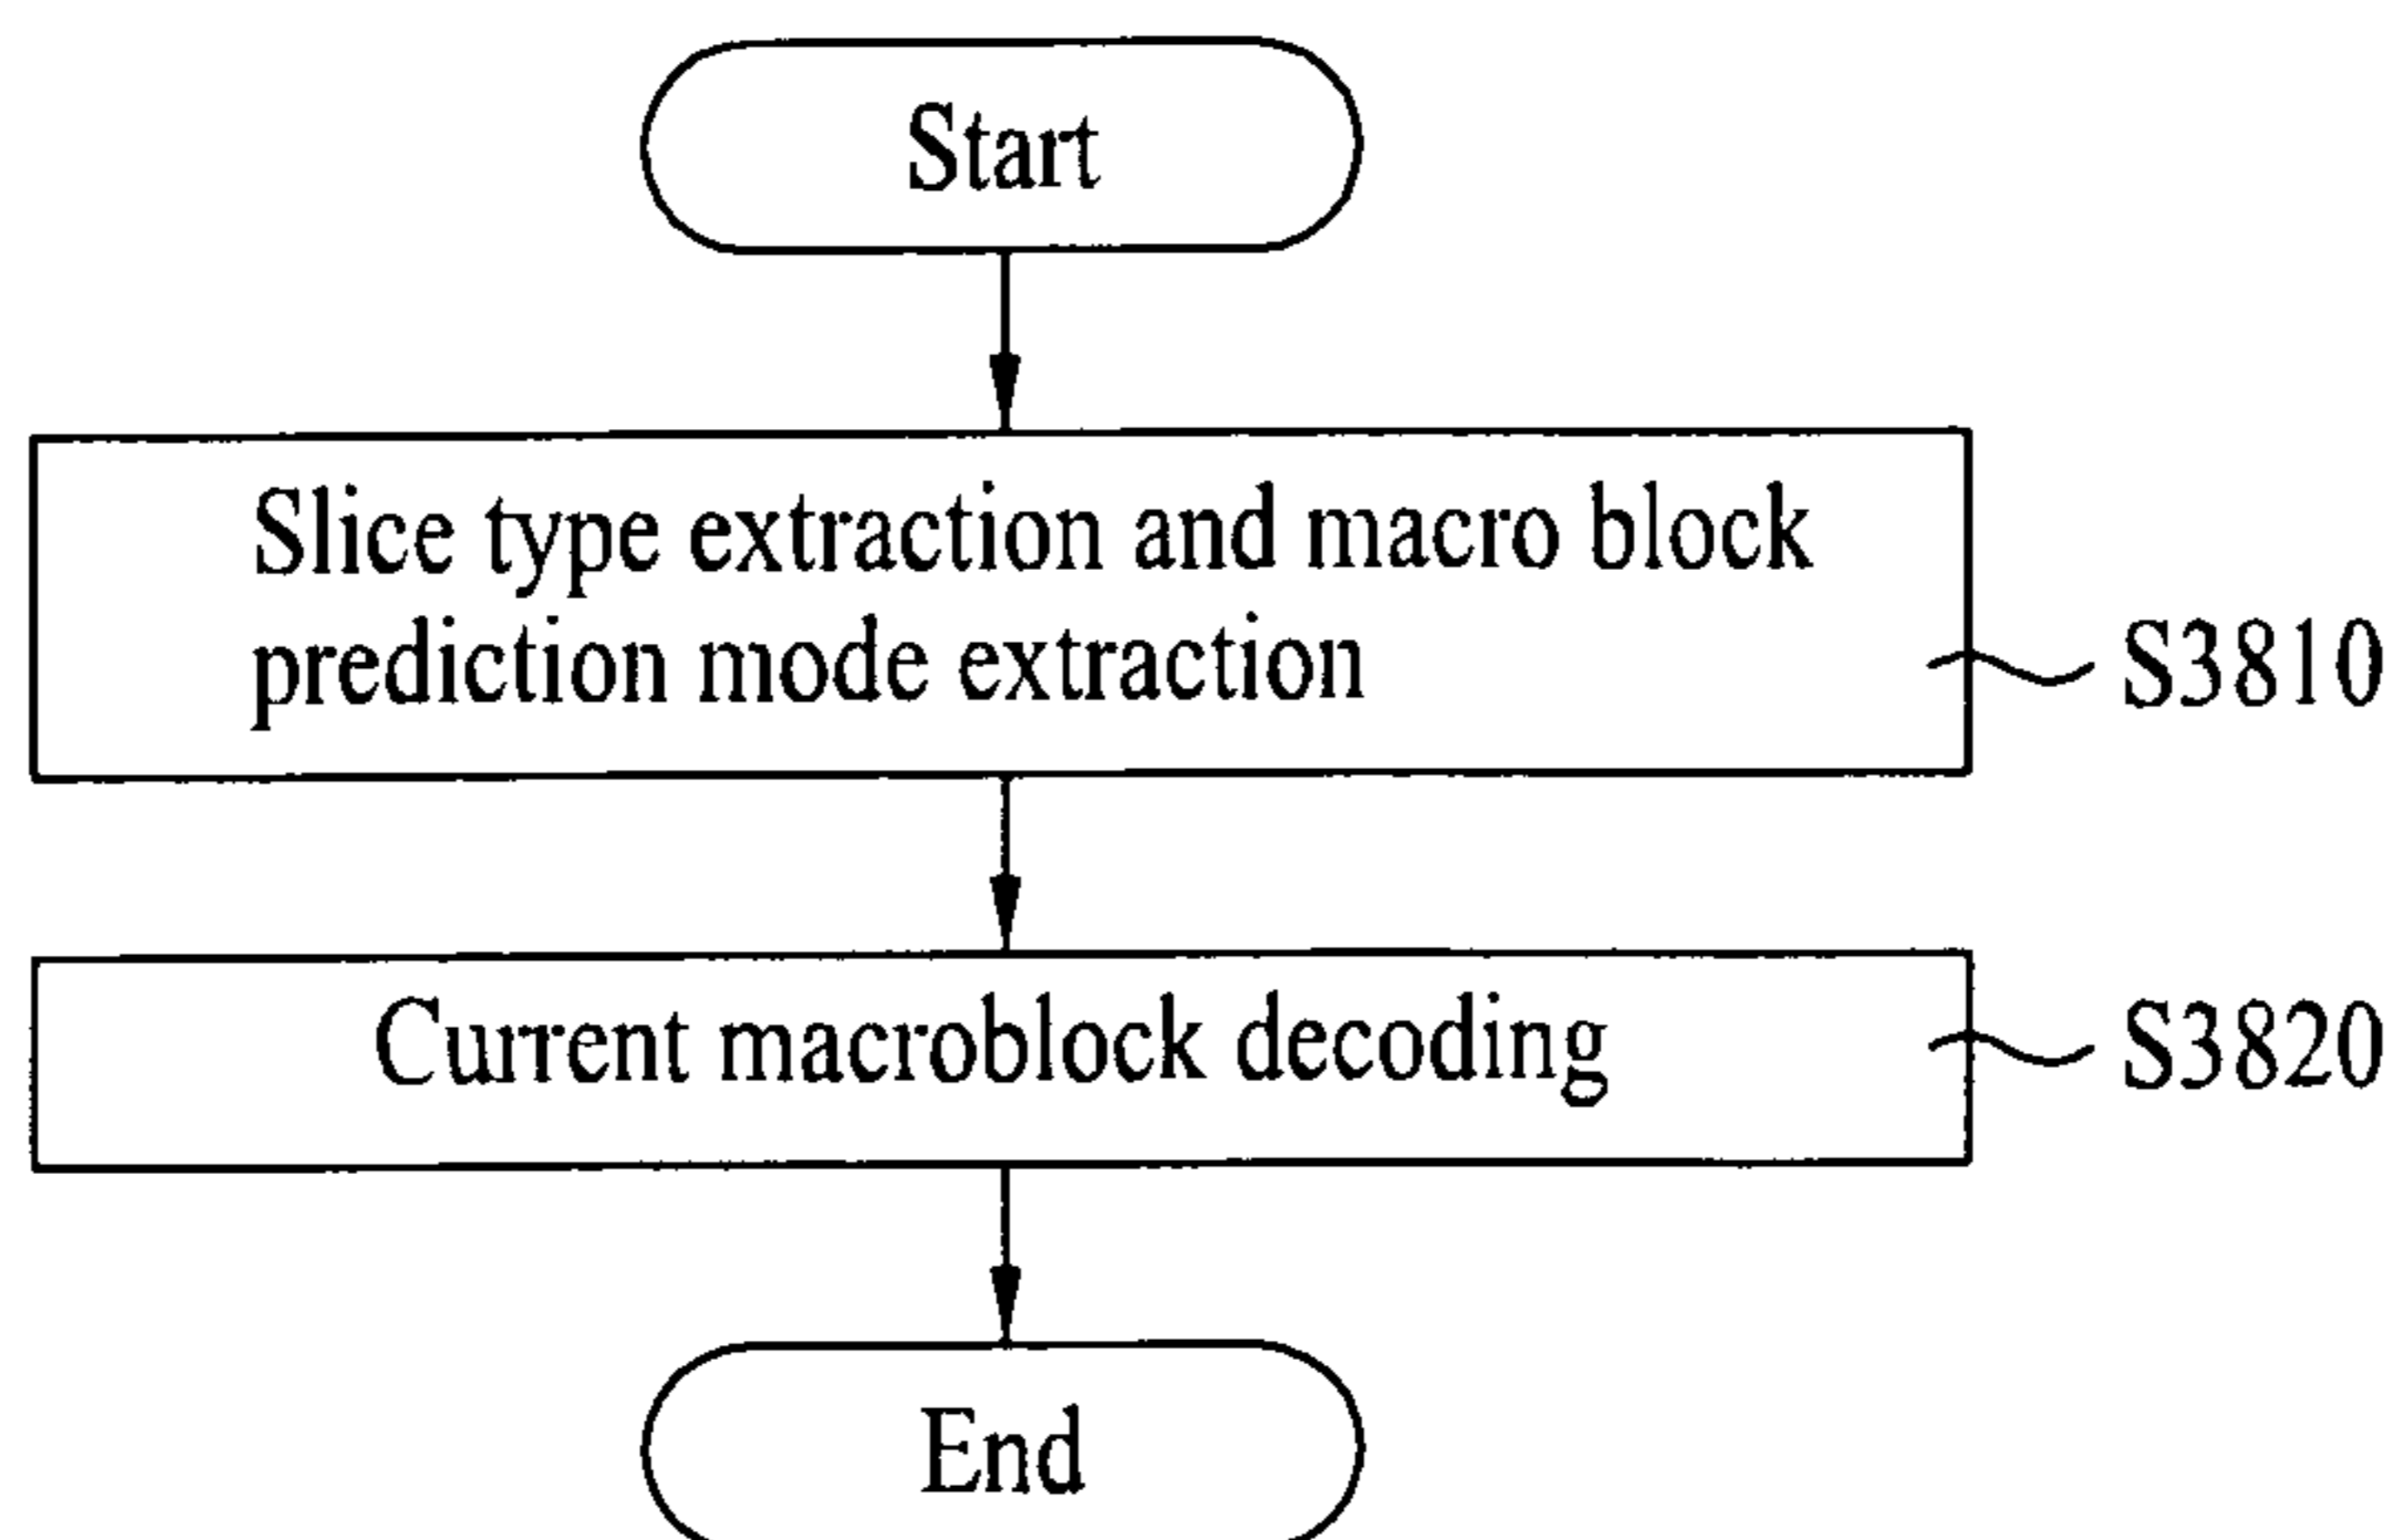 Start
Slice type extraction and macro block
prediction mode extraction
S3810
Current macroblock decoding
S3820
End